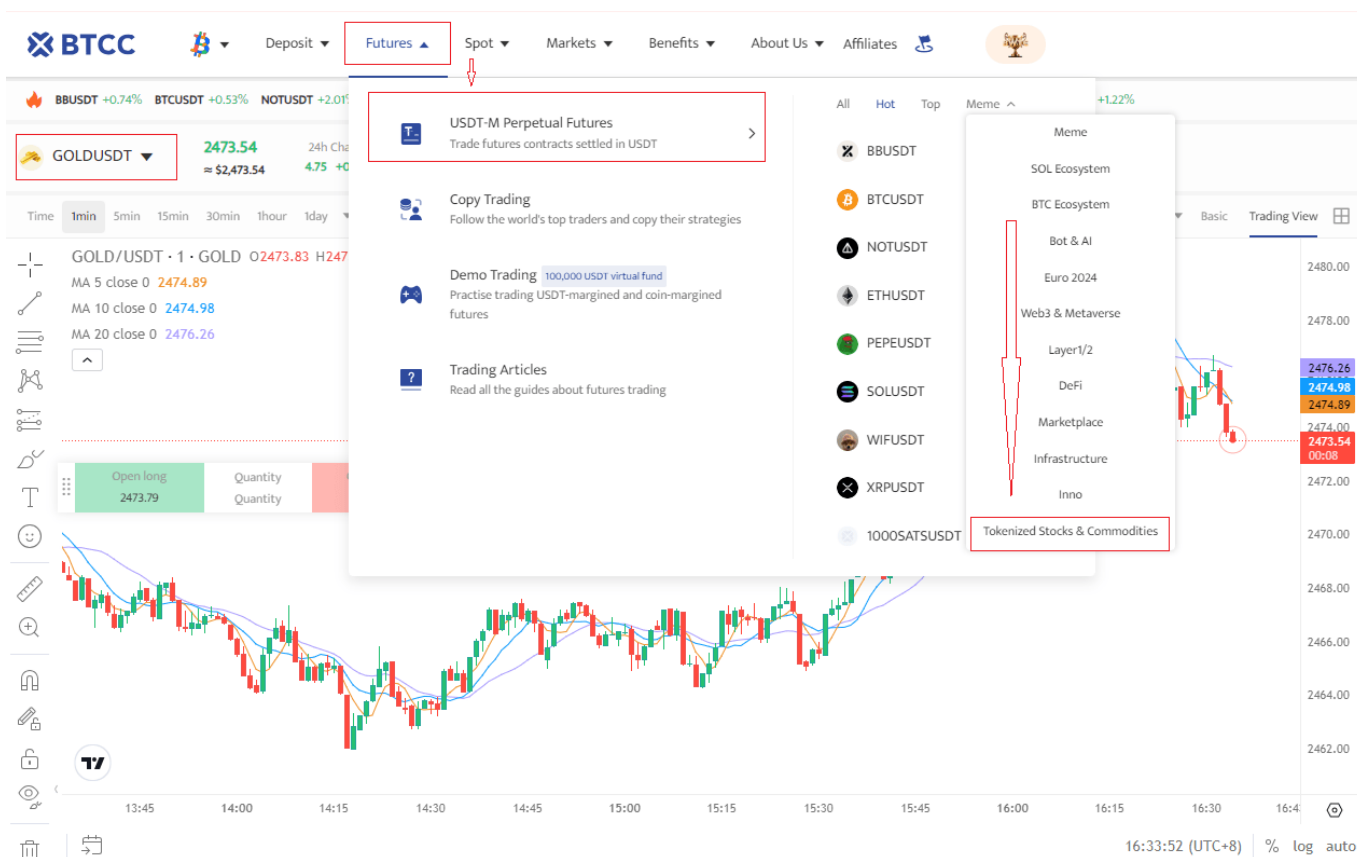 BTCC
Deposit
Futures
Spot
Markets
Benefits
About Us
Affiliates
BBUSDT +0.74% BTCUSDT +0.53% NOTUSDT
+1.22%
GOLDUSDT
2473.54
≈ $2,473.54
24h
4.75
Time 1min 5min 15min 30min 1hour 1day
Basic Trading View
GOLD/USDT · 1 · GOLD O2473.83
MA 5 close 0 2474.89
MA 10 close 0 2474.98
MA 20 close 0 2476.26
USDT-M Perpetual Futures
Trade futures contracts settled in USDT
Copy Trading
Follow the world's top traders and copy their strategies
Demo Trading 100,000 USDT virtual fund
Practise trading USDT-margined and coin-margined
futures
Trading Articles
Read all the guides about futures trading
All Hot Top Meme
BBUSDT
BTCUSDT
NOTUSDT
ETHUSDT
PEPEUSDT
SOLUSDT
WIFUSDT
XRPUSDT
1000SATSUSDT
Meme
SOL Ecosystem
BTC Ecosystem
Bot & AI
Euro 2024
Web3 & Metaverse
Layer1/2
DeFi
Marketplace
Infrastructure
Inno
Tokenized Stocks & Commodities
Open long
2473.79
Quantity
Quantity
2480.00
2478.00
2476.26
2474.98
2474.89
2474.00
2473.54
00:08
2472.00
2470.00
2468.00
2466.00
2464.00
2462.00
13:45 14:00 14:15 14:30 14:45 15:00 15:15 15:30 15:45 16:00 16:15 16:30
16:33:52 (UTC+8) % log auto